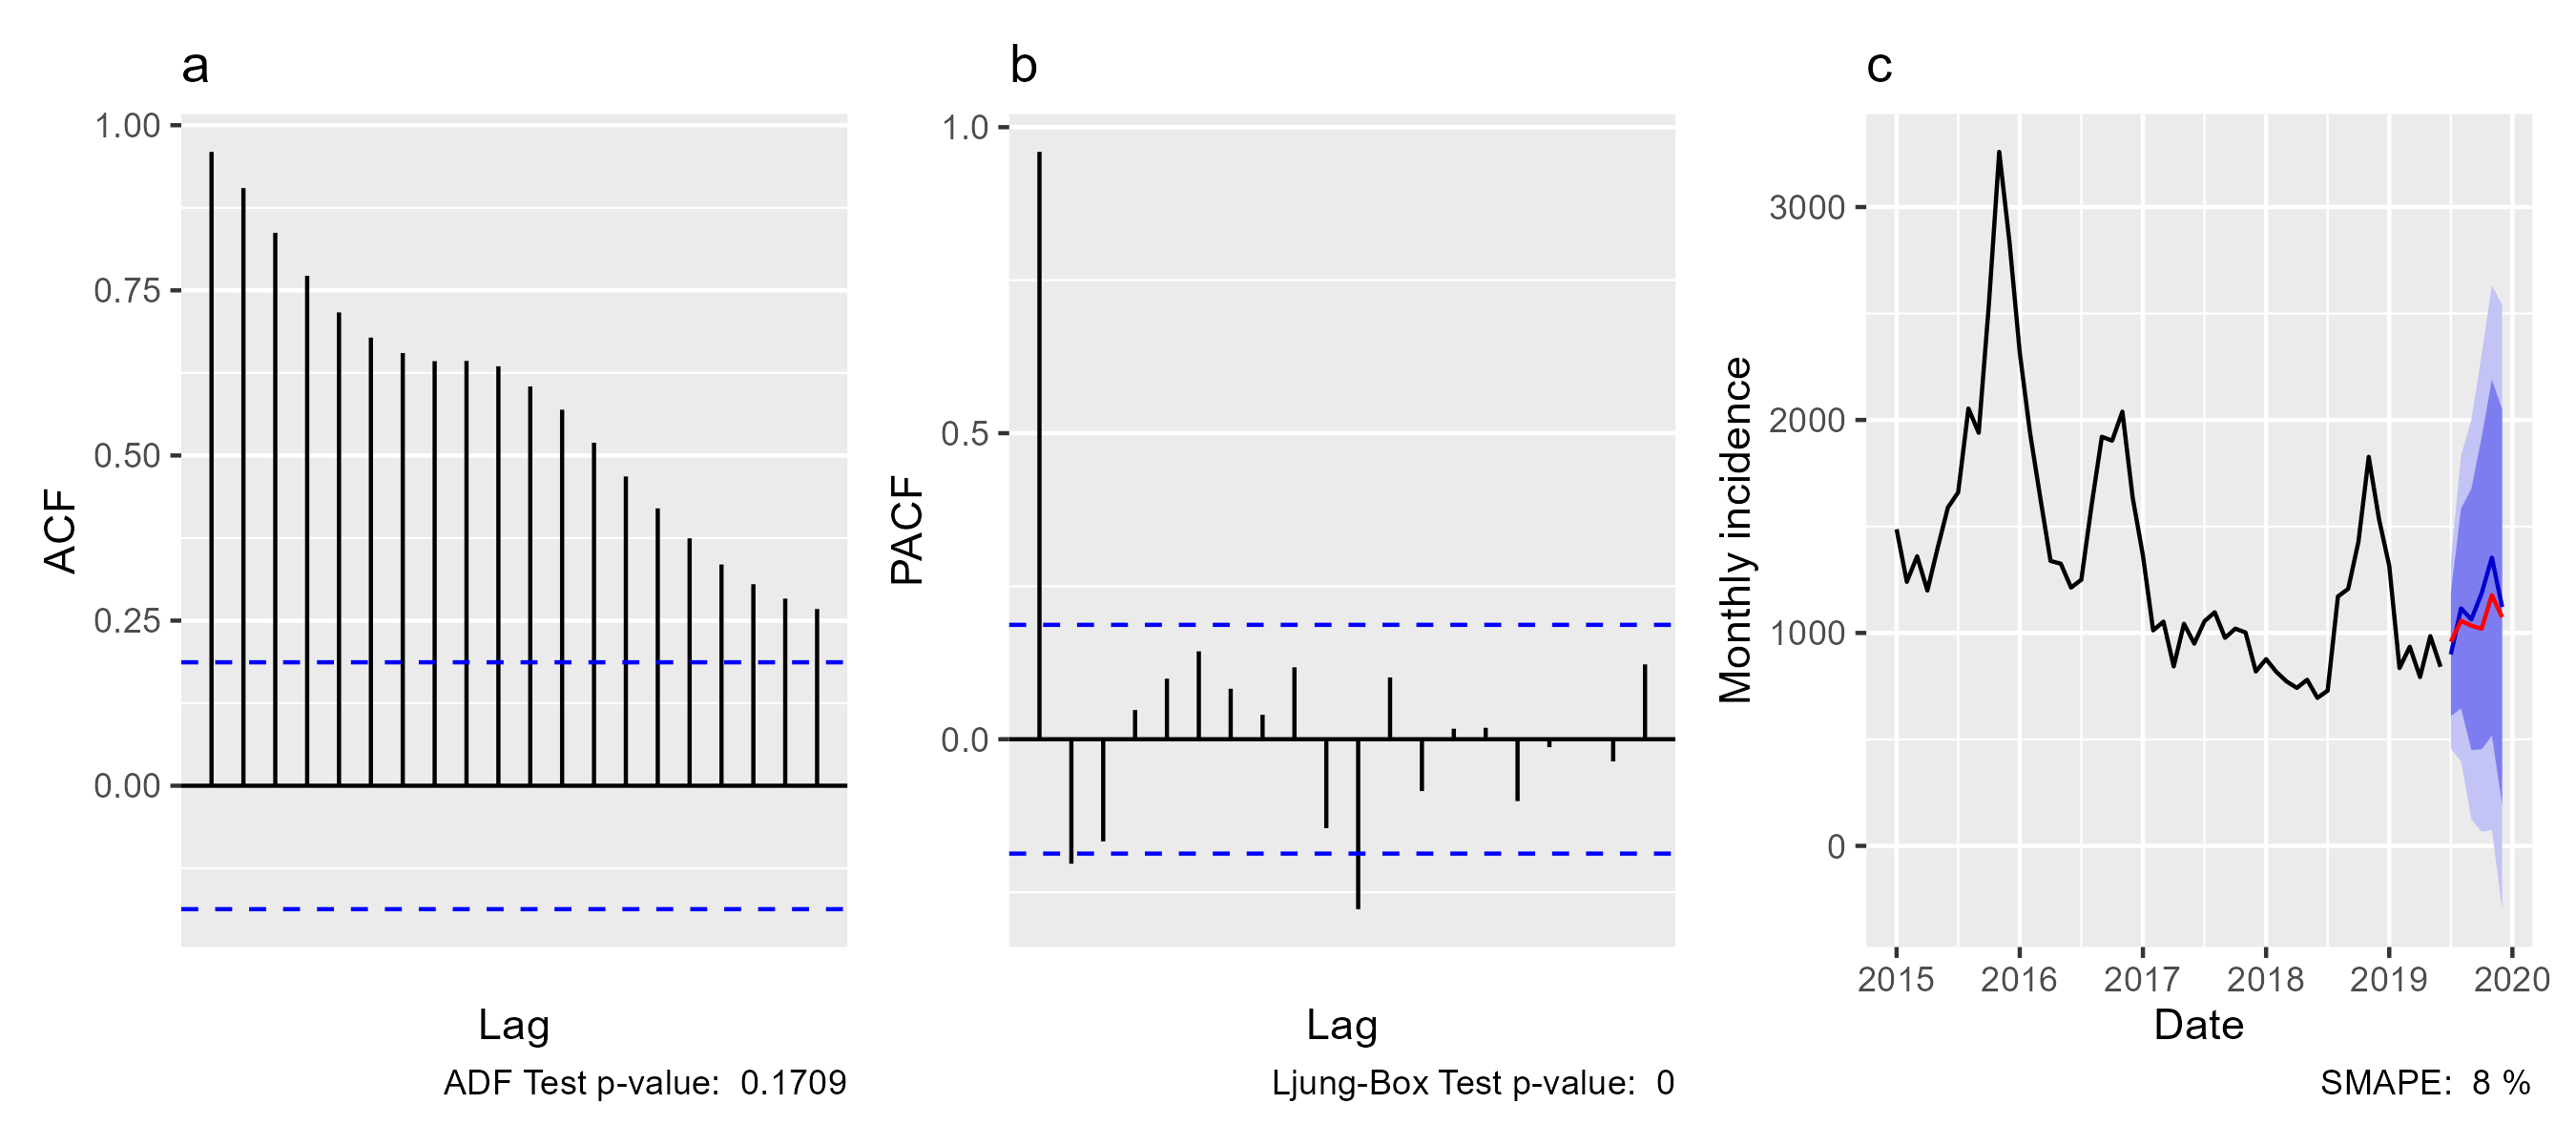 a
1.00
0.75
0.50
0.25
0.00
ACF
Lag
ADF Test p-value:  0.1709
b
1.0
0.5
0.0
PACF
Lag
Ljung-Box Test p-value:  0
c
3000
2000
1000
0
Monthly incidence
2015 2016 2017 2018 2019 2020
Date
SMAPE:  8 %